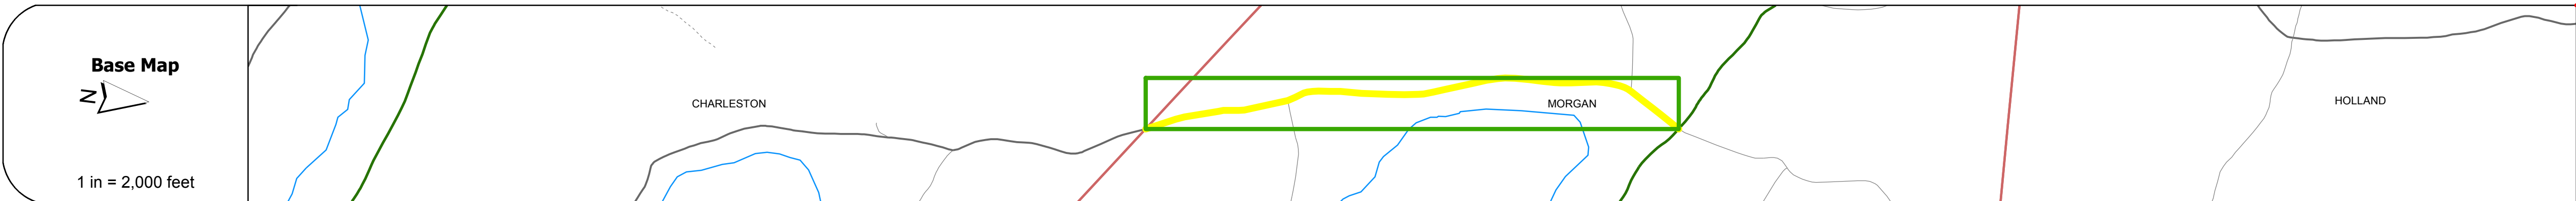 Base Map
N
1 in = 2,000 feet
CHARLESTON
MORGAN
HOLLAND